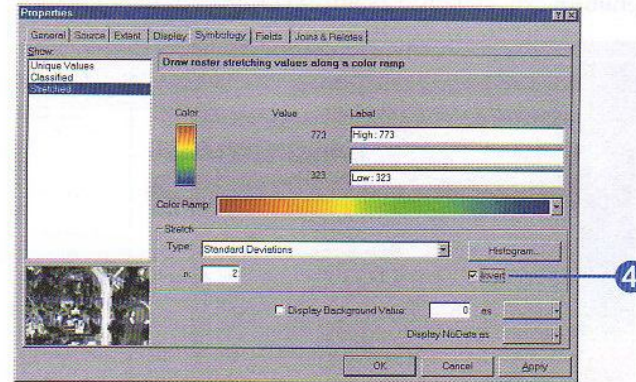 Properties
General Source Extent Display Symbology Fields Joins & Relates
Show:
Unique Values
Classified
Stretched
Draw raster stretching values along a color ramp
Color Value Label
773 High : 773
323 Low : 323
Color Ramp:
Stretch
Type: Standard Deviations Histogram...
n: 2 Invert
4
Display Background Value: 0 as
Display NoData as
OK Cancel Apply